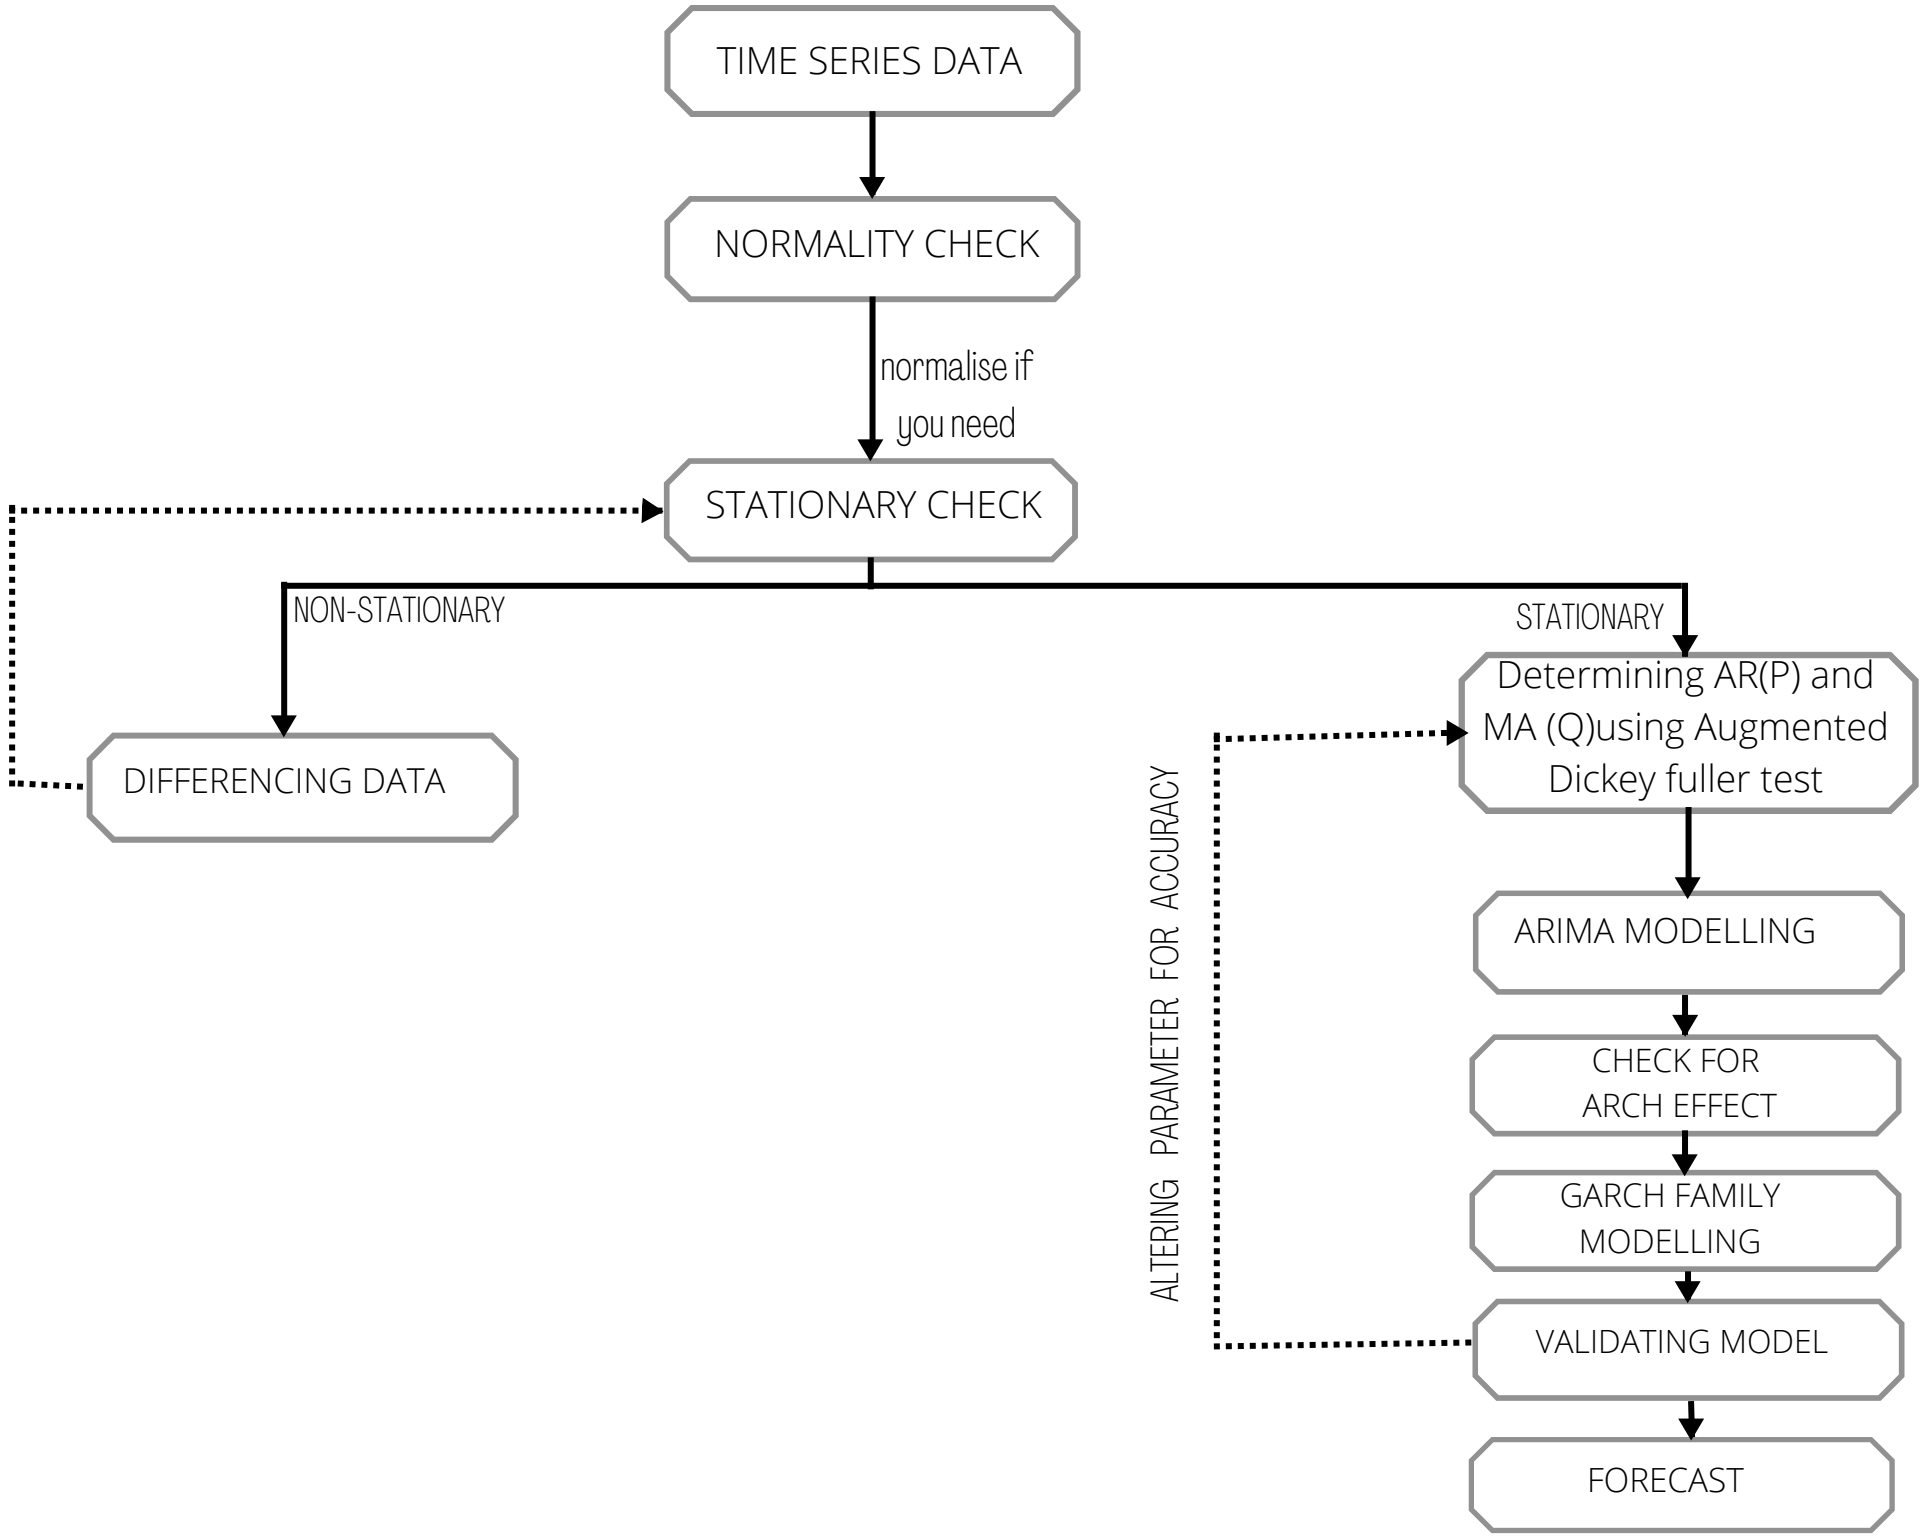 TIME SERIES DATA
NORMALITY CHECK
normalise if
you need
STATIONARY CHECK
NON-STATIONARY
STATIONARY
DIFFERENCING DATA
Determining AR(P) and
MA (Q)using Augmented
Dickey fuller test
ALTERING PARAMETER FOR ACCURACY
ARIMA MODELLING
CHECK FOR
ARCH EFFECT
GARCH FAMILY
MODELLING
VALIDATING MODEL
FORECAST